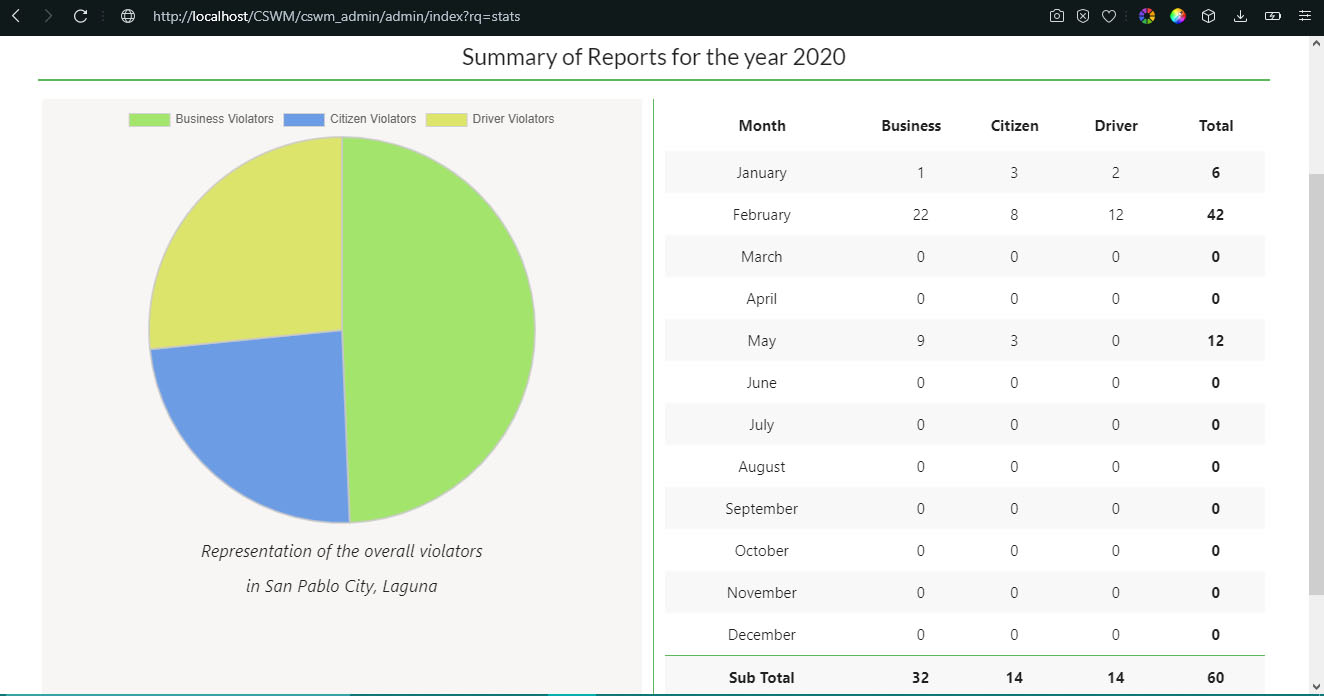 http://localhost/CSWM/cswm_admin/admin/index?rq=stats
Summary of Reports for the year 2020
Business Violators Citizen Violators Driver Violators
Representation of the overall violators
in San Pablo City, Laguna
Month Business Citizen Driver Total
January 1 3 2 6
February 22 8 12 42
March 0 0 0 0
April 0 0 0 0
May 9 3 0 12
June 0 0 0 0
July 0 0 0 0
August 0 0 0 0
September 0 0 0 0
October 0 0 0 0
November 0 0 0 0
December 0 0 0 0
Sub Total 32 14 14 60